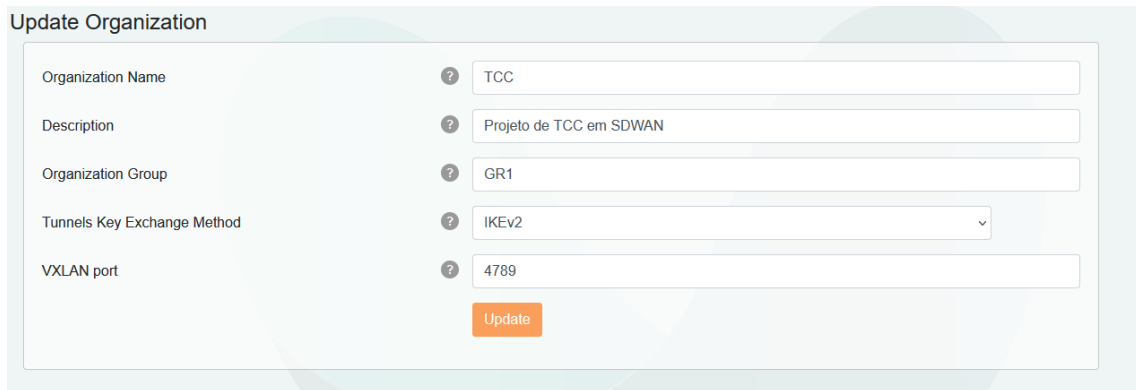 Update Organization
Organization Name ? TCC
Description ? Projeto de TCC em SDWAN
Organization Group ? GR1
Tunnels Key Exchange Method ? IKEv2
VXLAN port ? 4789
Update